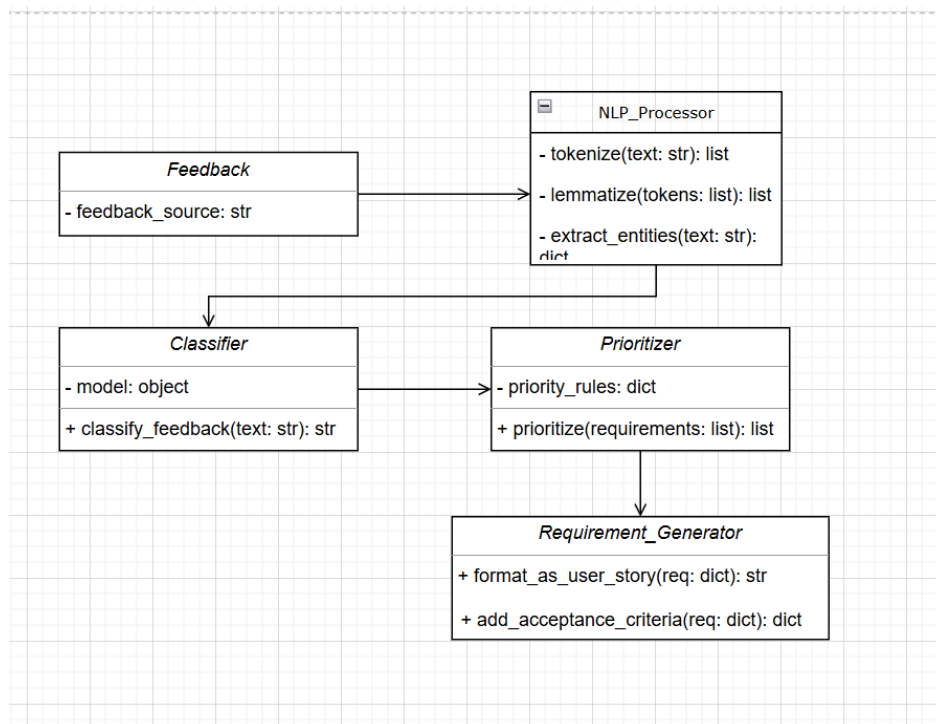 NLP_Processor
- tokenize(text: str): list
- lemmatize(tokens: list): list
- extract_entities(text: str):
dict
Feedback
- feedback_source: str
Classifier
- model: object
+ classify_feedback(text: str): str
Prioritizer
- priority_rules: dict
+ prioritize(requirements: list): list
Requirement_Generator
+ format_as_user_story(req: dict): str
+ add_acceptance_criteria(req: dict): dict